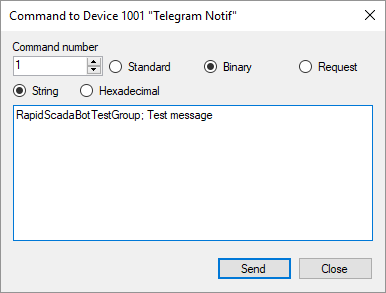 Command to Device 1001 "Telegram Notif"
Command number
1 Standard Binary Request
String Hexadecimal
RapidScadaBotTestGroup; Test message
Send Close